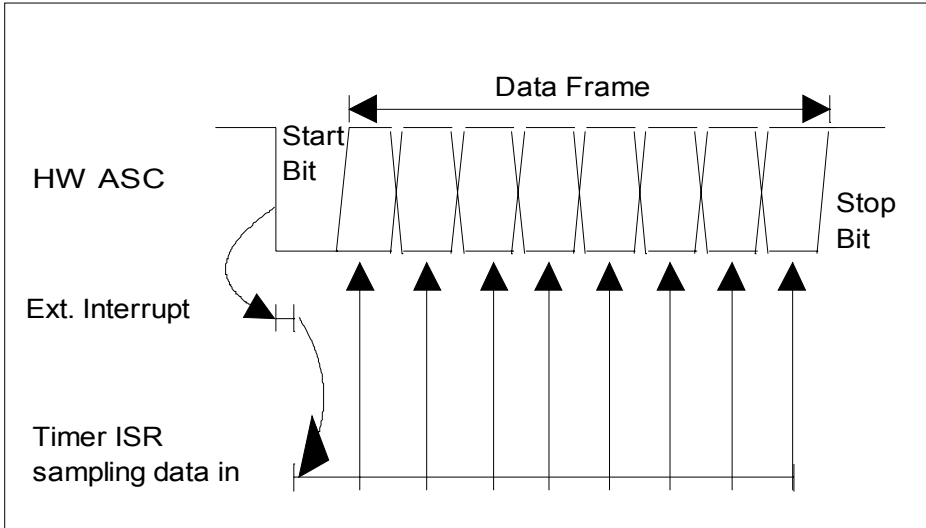 Data Frame
Start
Bit
HW ASC
Stop
Bit
Ext. Interrupt
Timer ISR
sampling data in